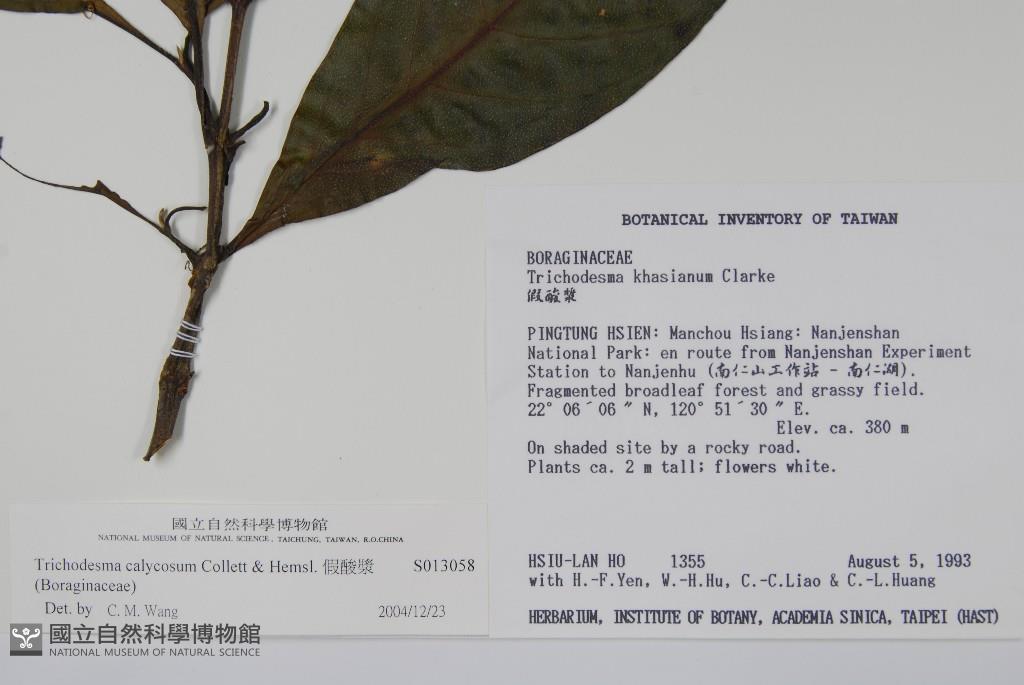 BOTANICAL INVENTORY OF TAIWAN
BORAGINACEAE
Trichodesma khasianum Clarke
假酸漿
PINGTUNG HSIEN: Manchou Hsiang: Nanjenshan
National Park: en route from Nanjenshan Experiment
Station to Nanjenhu (南仁山工作站 - 南仁湖).
Fragmented broadleaf forest and grassy field.
22° 06´06 ″ N, 120° 51´30 ″ E.
Elev. ca. 380 m
On shaded site by a rocky road.
Plants ca. 2 m tall; flowers white.
HSIU-LAN HO 1355 August 5, 1993
with H.-F.Yen, W.-H.Hu, C.-C.Liao & C.-L.Huang
HERBARIUM, INSTITUTE OF BOTANY, ACADEMIA SINICA, TAIPEI (HAST)
國立自然科學博物館
NATIONAL MUSEUM OF NATURAL SCIENCE, TAICHUNG, TAIWAN, R.O.CHINA
Trichodesma calycosum Collett & Hemsl. 假酸漿 S013058
(Boraginaceae)
Det. by C. M. Wang 2004/12/23
國立自然科學博物館
NATIONAL MUSEUM OF NATURAL SCIENCE